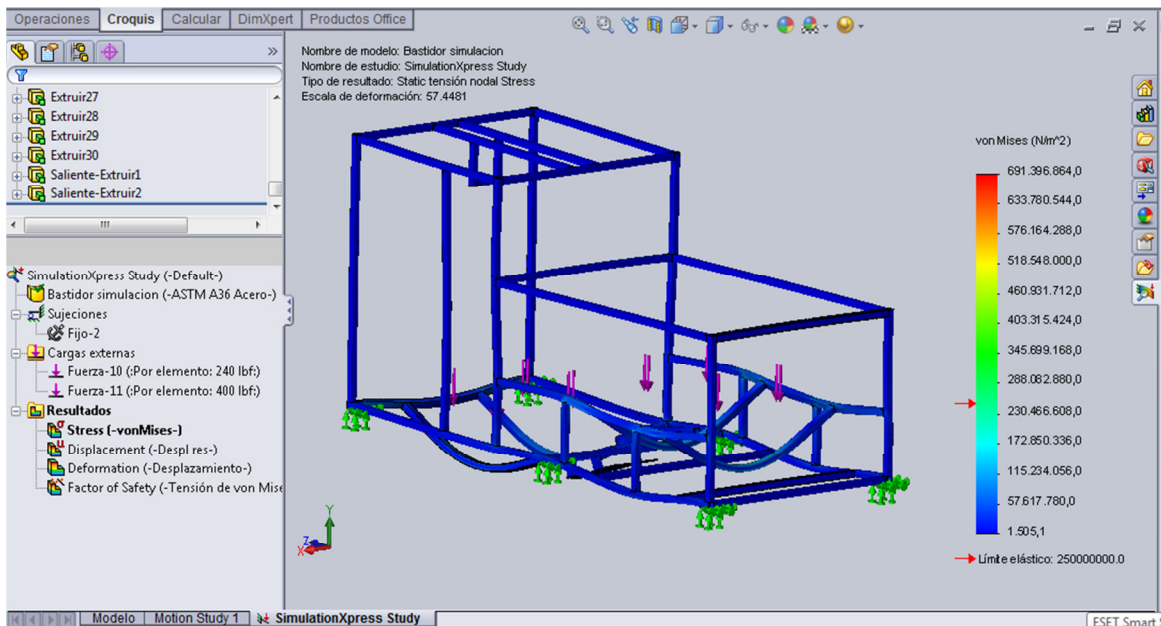 Operaciones Croquis Calcular DimXpert Productos Office
Nombre de modelo: Bastidor simulacion
Nombre de estudio: SimulationXpress Study
Tipo de resultado: Static tensión nodal Stress
Escala de deformación: 57.4481
Extruir27
Extruir28
Extruir29
Extruir30
Saliente-Extruir1
Saliente-Extruir2
SimulationXpress Study (-Default-)
Bastidor simulacion (-ASTM A36 Acero-)
Sujeciones
Fijo-2
Cargas externas
Fuerza-10 (:Por elemento: 240 lbf:)
Fuerza-11 (:Por elemento: 400 lbf:)
Resultados
Stress (-vonMises-)
Displacement (-Despl res-)
Deformation (-Desplazamiento-)
Factor of Safety (-Tensión de von Mise
Y
Z
X
von Mises (N/m^2)
691.396.864,0
633.780.544,0
576.164.288,0
518.548.000,0
460.931.712,0
403.315.424,0
345.699.168,0
288.082.880,0
230.466.608,0
172.850.336,0
115.234.056,0
57.617.780,0
1.505,1
Límite elástico: 250000000.0
Modelo Motion Study 1 SimulationXpress Study
ESET Smart S